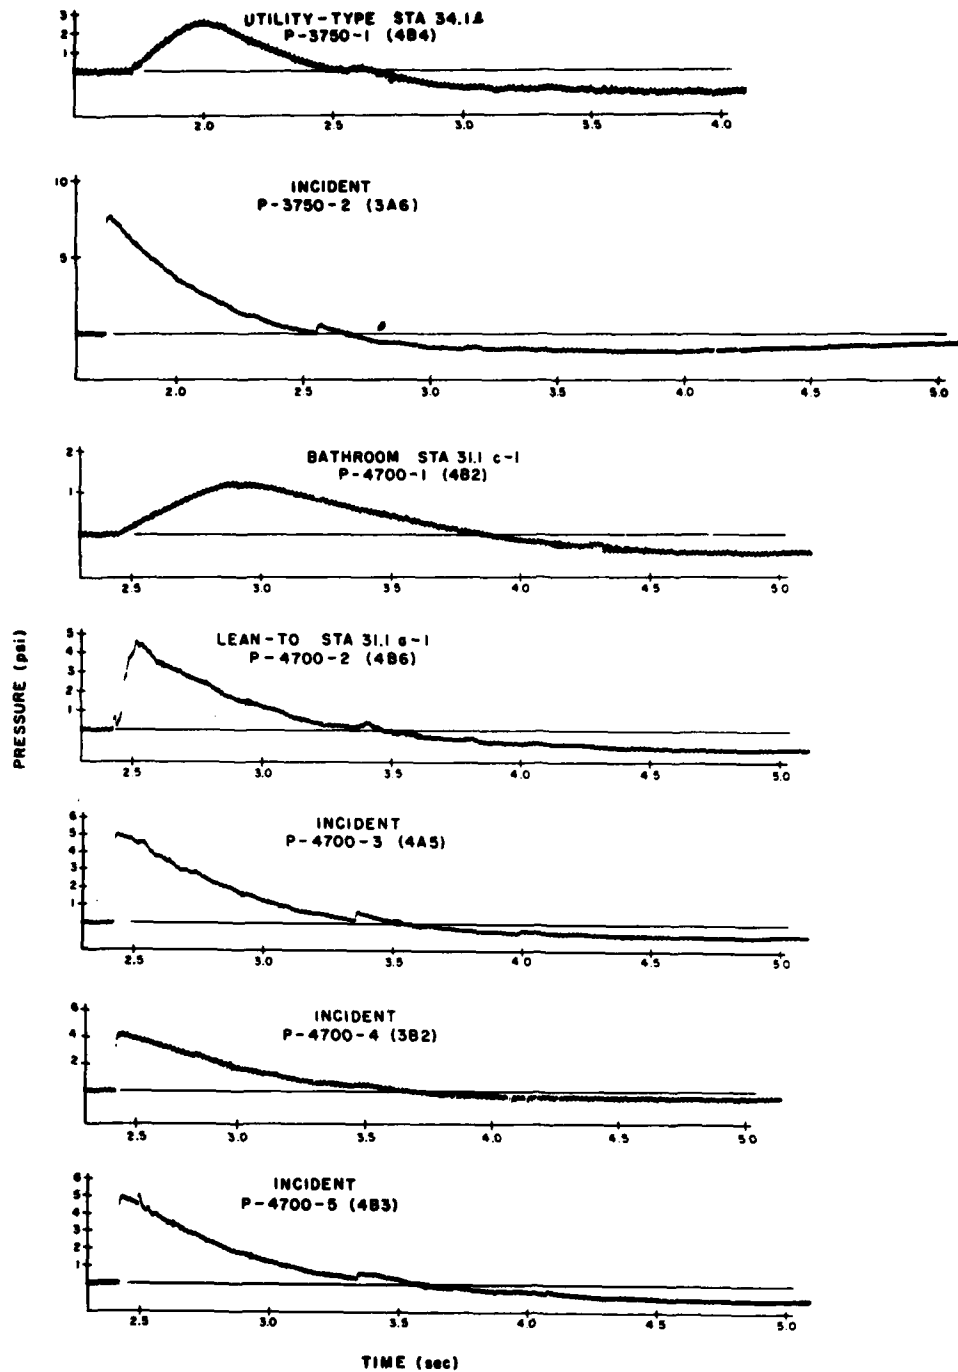 UTILITY-TYPE STA 34.1ℓ
P-3750-1 (4B4)
3
2
1
2.0 2.5 3.0 3.5 4.0
INCIDENT
P-3750-2 (3A6)
10
5
2.0 2.5 3.0 3.5 4.0 4.5 5.0
BATHROOM STA 31.1 c-1
P-4700-1 (4B2)
2
1
2.5 3.0 3.5 4.0 4.5 5.0
LEAN-TO STA 31.1 a-1
P-4700-2 (4B6)
5
4
3
2
1
2.5 3.0 3.5 4.0 4.5 5.0
INCIDENT
P-4700-3 (4A5)
6
5
4
3
2
1
2.5 3.0 3.5 4.0 4.5 5.0
INCIDENT
P-4700-4 (3B2)
6
4
2
2.5 3.0 3.5 4.0 4.5 5.0
INCIDENT
P-4700-5 (4B3)
6
5
4
3
2
1
2.5 3.0 3.5 4.0 4.5 5.0
PRESSURE (psi)
TIME (sec)